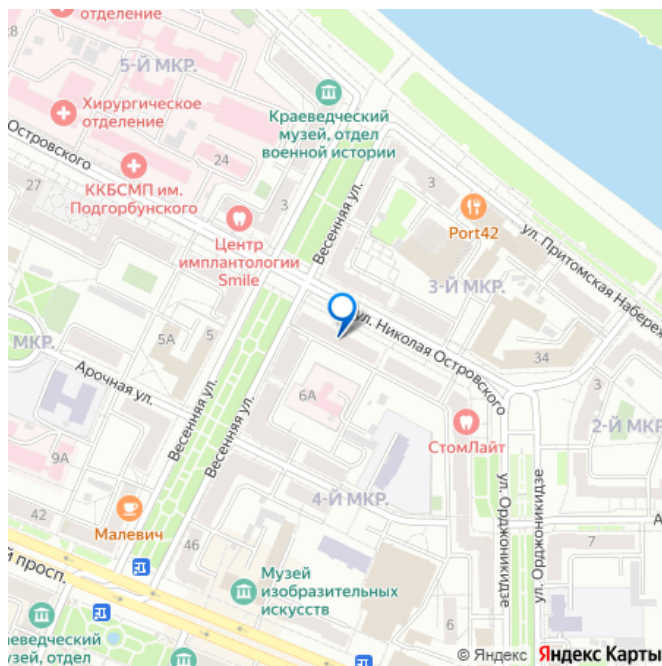 отделение
28
5-Й МКР.
Хирургическое
отделение
Краеведческий
музей, отдел
военной истории
Островского
24
ККБСМП им.
Подгорбунского
27
3
3
Port42
Центр
имплантологии
Smile
Весенняя ул.
ул. Притомская Набереж
3-Й МКР.
ул. Николая Островского
МКР.
5А
5
34
Арочная ул.
Весенняя ул.
Весенняя ул.
6А
3
СтомЛайт
2-Й МКР
9А
4-Й МКР.
ул. Орджоникидзе
ул. Орджоникидзе
А
42
Малевич
46
7
й просп.
Музей
изобразительных
искусств
6
раеведческий
узей, отдел
© Яндекс Яндекс Карты